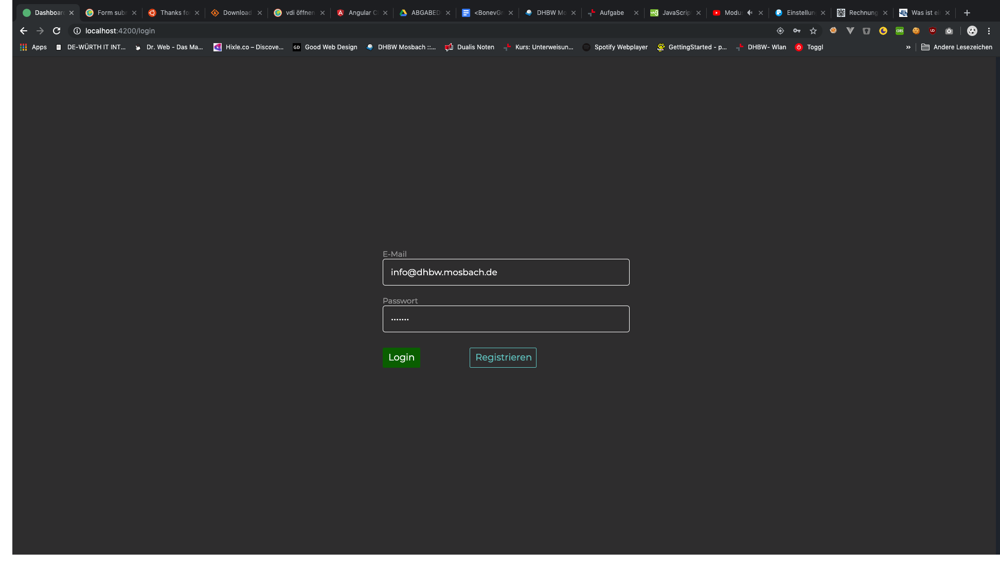 Dashboar Form subr Thanks fo Download vdi öffnen Angular C ABGABED <BonevGr DHBW Mo Aufgabe JavaScrip Modu Einstellun Rechnung Was ist ei
localhost:4200/login
Apps DE-WÜRTH IT INT... Dr. Web - Das Ma... Hixle.co – Discove... GD Good Web Design DHBW Mosbach ::... Dualis Noten Kurs: Unterweisun... Spotify Webplayer GettingStarted - p... DHBW- Wlan Toggl » Andere Lesezeichen
E-Mail
info@dhbw.mosbach.de
Passwort
•••••••
Login Registrieren